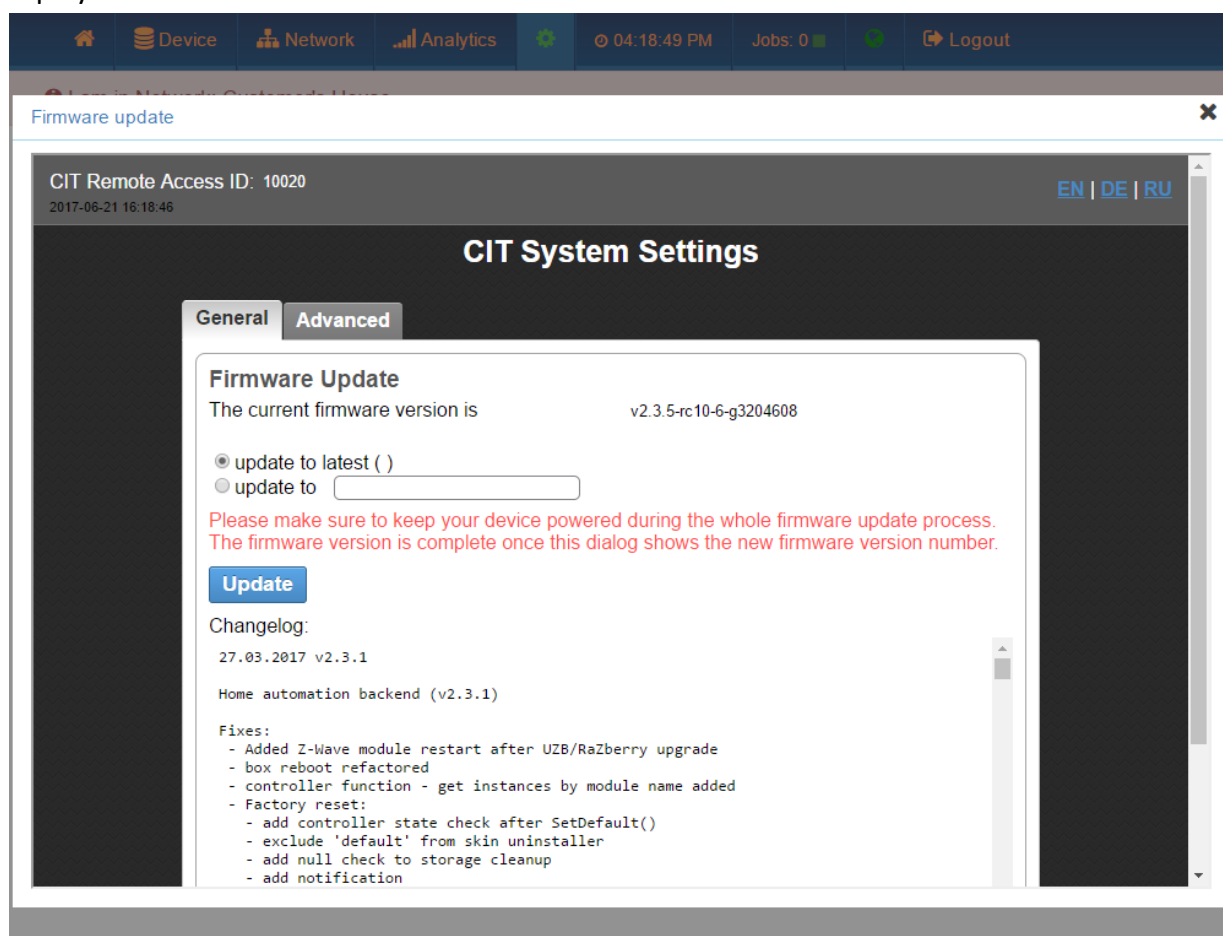 Device Network Analytics 04:18:49 PM Jobs: 0 Logout
I am in Network: Customer's House
Firmware update
CIT Remote Access ID: 10020
2017-06-21 16:18:46
EN | DE | RU
CIT System Settings
General Advanced
Firmware Update
The current firmware version is v2.3.5-rc10-6-g3204608
update to latest ( )
update to
Please make sure to keep your device powered during the whole firmware update process.
The firmware version is complete once this dialog shows the new firmware version number.
Update
Changelog:
27.03.2017 v2.3.1
Home automation backend (v2.3.1)
Fixes:
- Added Z-Wave module restart after UZB/RaZberry upgrade
- box reboot refactored
- controller function - get instances by module name added
- Factory reset:
- add controller state check after SetDefault()
- exclude 'default' from skin uninstaller
- add null check to storage cleanup
- add notification